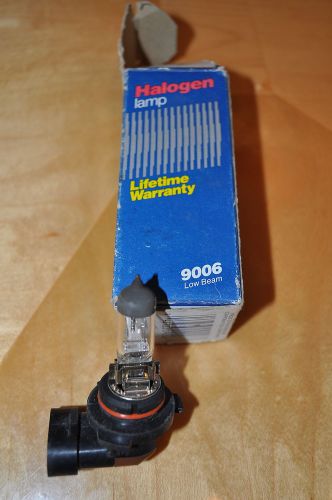 Halogen
lamp
Lifetime
Warranty
9006
Low Beam